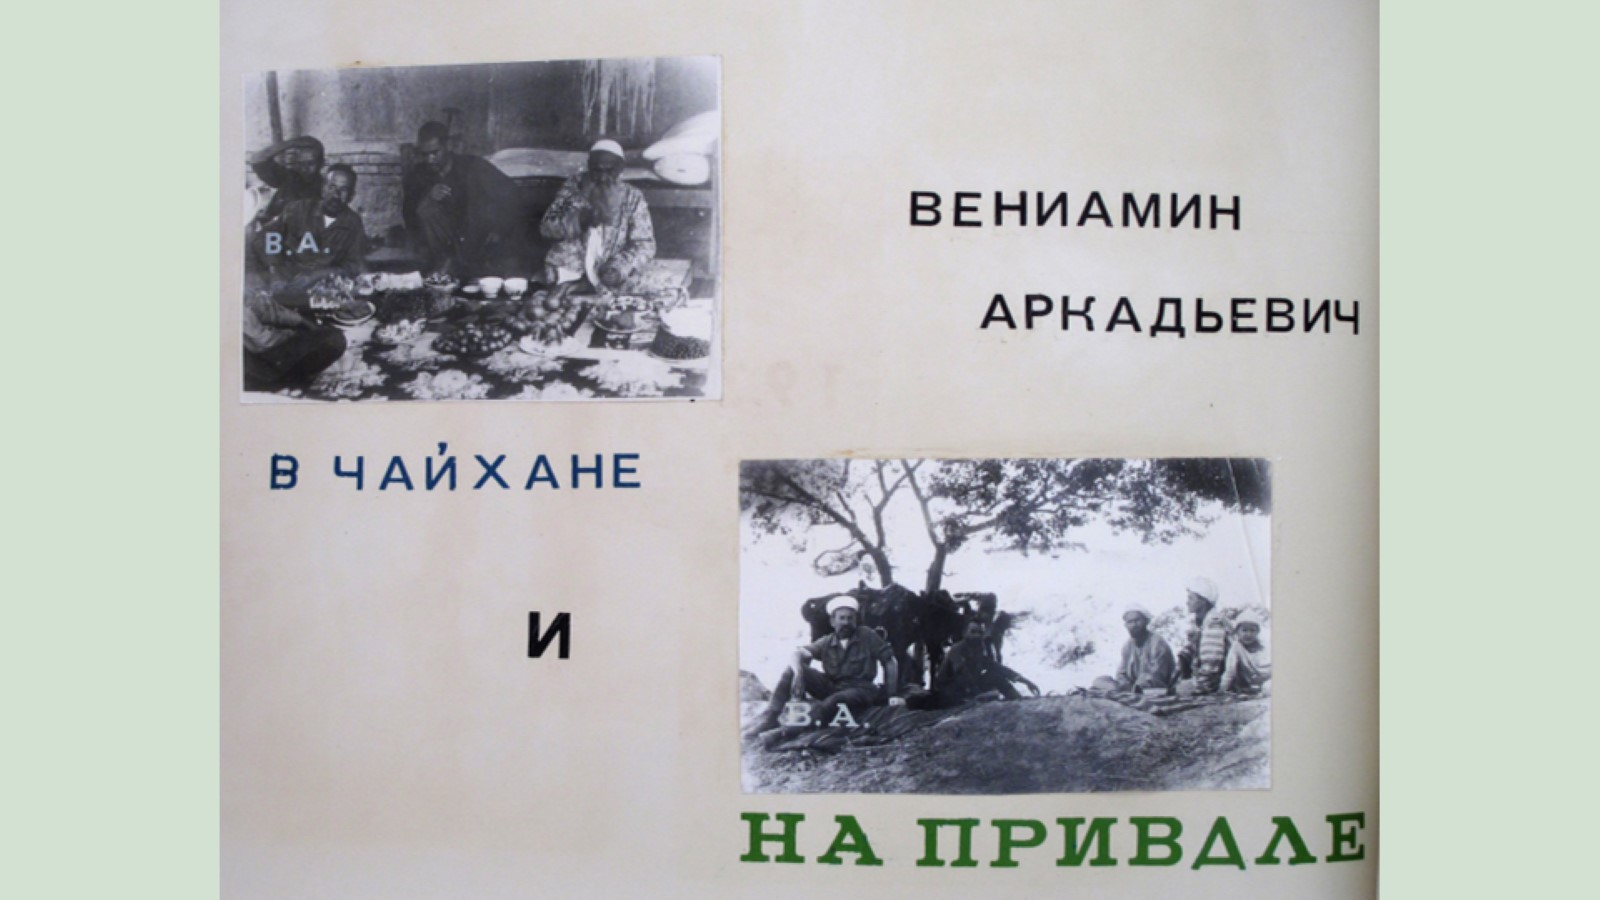 В.А.
ВЕНИАМИН
АРКАДЬЕВИЧ
В ЧАЙХАНЕ
И
В.А.
НА ПРИВАЛЕ